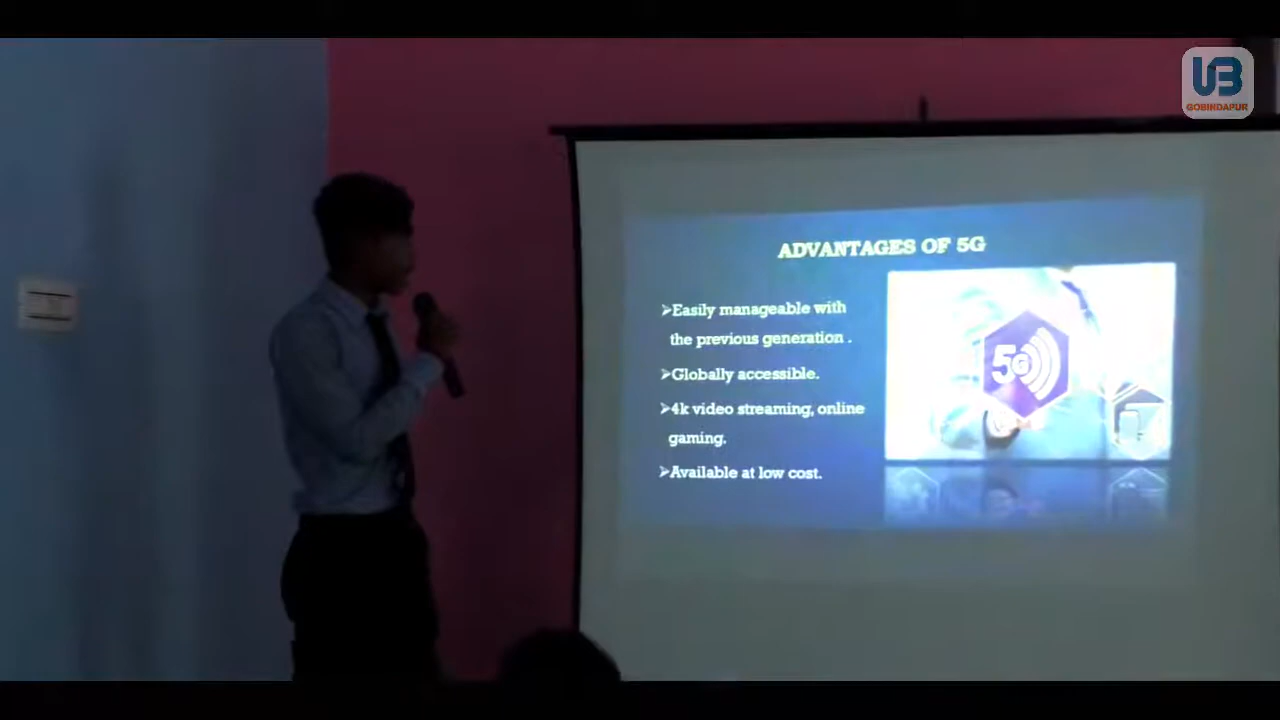 UB
GOBINDAPUR
ADVANTAGES OF 5G
➢Easily manageable with
the previous generation .
➢Globally accessible.
➢4k video streaming, online
gaming.
➢Available at low cost.
5G